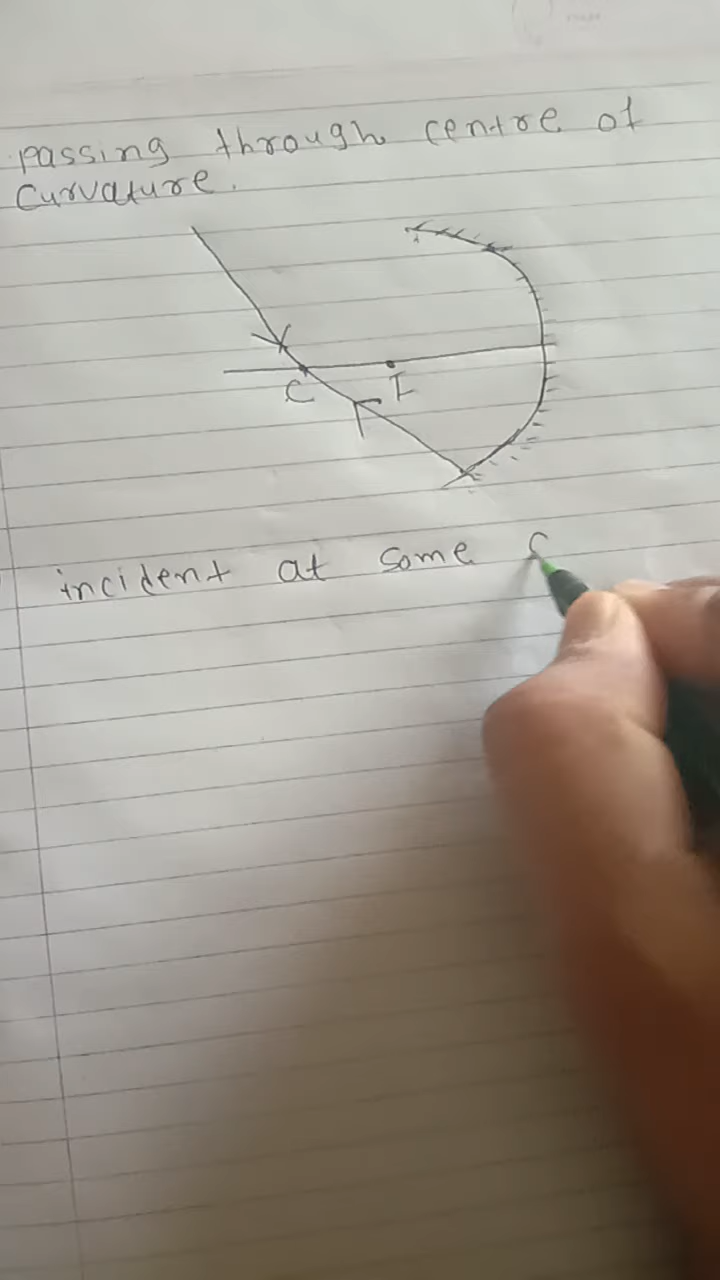 passing through centre of
Curvature.
C F
incident at some